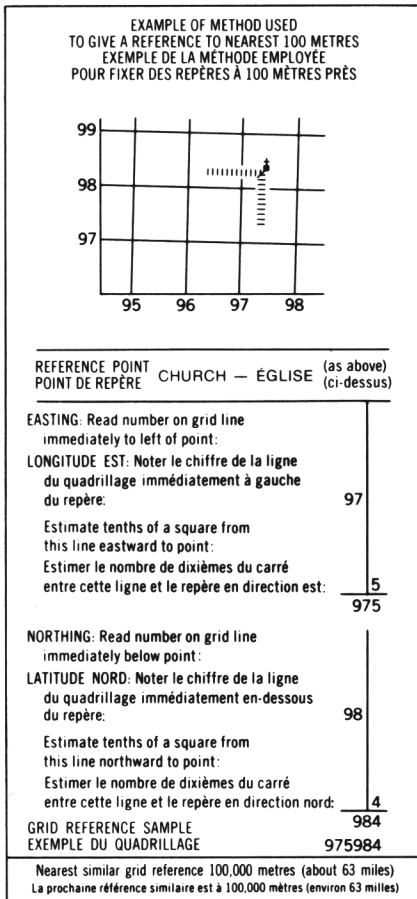 EXAMPLE OF METHOD USED
TO GIVE A REFERENCE TO NEAREST 100 METRES
EXEMPLE DE LA MÉTHODE EMPLOYÉE
POUR FIXER DES REPÈRES À 100 MÈTRES PRÈS
99
98
97
95 96 97 98
REFERENCE POINT CHURCH — ÉGLISE (as above)
POINT DE REPÈRE (ci-dessus)
EASTING: Read number on grid line
immediately to left of point:
LONGITUDE EST: Noter le chiffre de la ligne
du quadrillage immédiatement à gauche
du repère: 97
Estimate tenths of a square from
this line eastward to point:
Estimer le nombre de dixièmes du carré
entre cette ligne et le repère en direction est: 5
975
NORTHING: Read number on grid line
immediately below point:
LATITUDE NORD: Noter le chiffre de la ligne
du quadrillage immédiatement en-dessous
du repère: 98
Estimate tenths of a square from
this line northward to point:
Estimer le nombre de dixièmes du carré
entre cette ligne et le repère en direction nord: 4
GRID REFERENCE SAMPLE 984
EXEMPLE DU QUADRILLAGE 975984
Nearest similar grid reference 100,000 metres (about 63 miles)
La prochaine référence similaire est à 100,000 mètres (environ 63 milles)